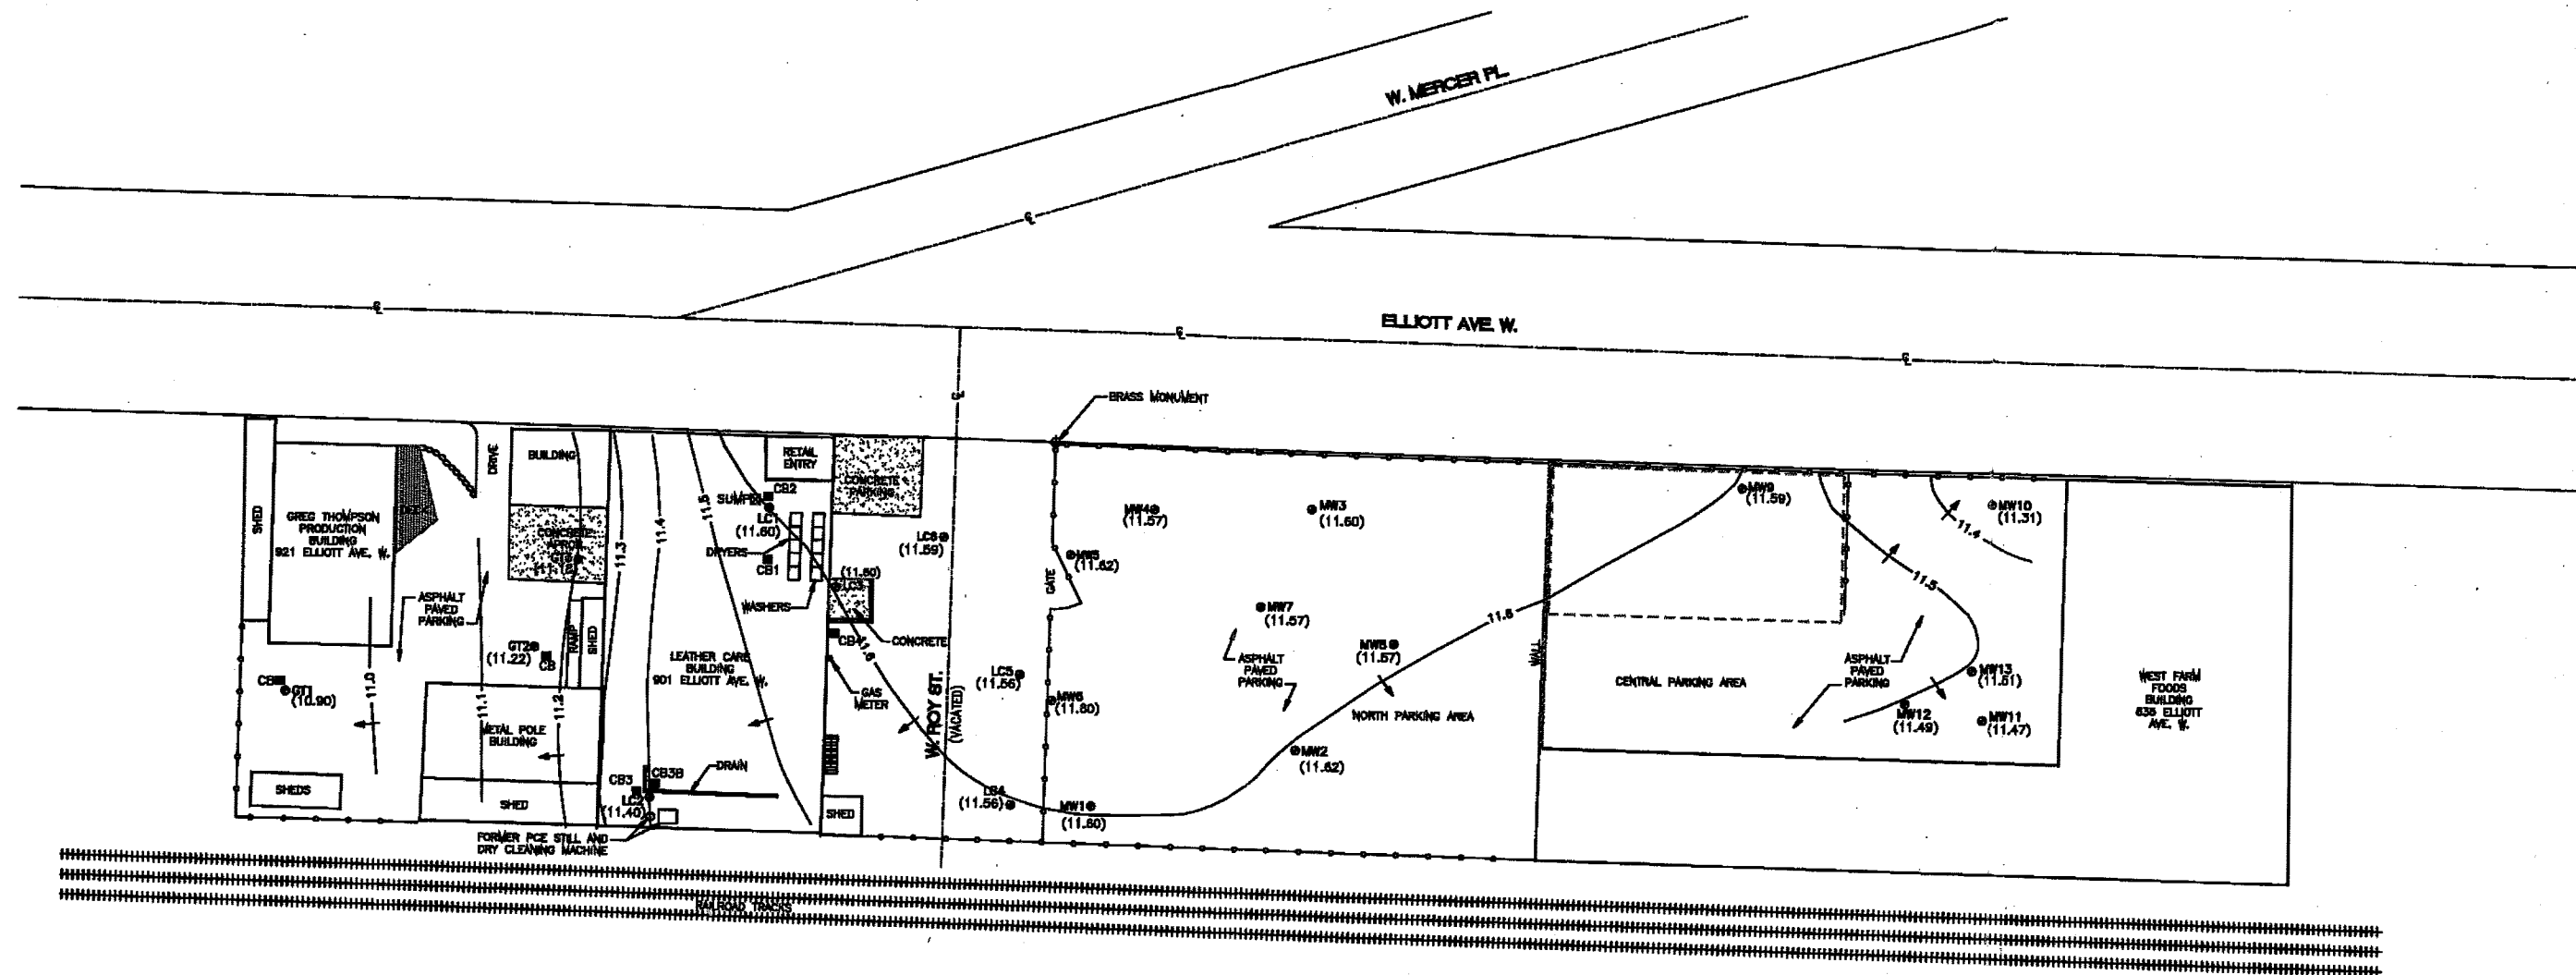 W. MERCER PL.
ELLIOTT AVE. W.
BRASS MONUMENT
SHED
GREG THOMPSON
PRODUCTION
BUILDING
921 ELLIOTT AVE. W.
DRIVE
BUILDING
CONCRETE
APRON
ASPHALT
PAVED
PARKING
GT2
(11.22)
CB
RAMP
SHED
CB
GT1
(10.90)
11.0
11.1
11.2
11.3
11.4
11.5
METAL POLE
BUILDING
SHEDS
SHED
FORMER PCE STILL AND
DRY CLEANING MACHINE
CB3
CB3B
LC2
(11.40)
DRAIN
LEATHER CARE
BUILDING
901 ELLIOTT AVE. W.
RETAIL
ENTRY
SUMP
CB2
(11.60)
DRYERS
CB1
WASHERS
CONCRETE
PARKING
(11.60)
LC3
CB4
CONCRETE
11.6
GAS
METER
SHED
LC6
(11.59)
W. ROY ST.
(VACATED)
LC5
(11.56)
LC4
(11.56)
GATE
MW4
(11.57)
MW3
(11.60)
(11.62)
MW7
(11.57)
(11.57)
MW6
(11.60)
ASPHALT
PAVED
PARKING
NORTH PARKING AREA
MW2
(11.62)
MW1
(11.60)
11.6
WALL
MW9
(11.59)
CENTRAL PARKING AREA
ASPHALT
PAVED
PARKING
11.5
11.4
MW10
(11.31)
MW13
(11.51)
MW12
(11.49)
MW11
(11.47)
WEST FARM
FOODS
BUILDING
835 ELLIOTT
AVE. W.
RAILROAD TRACKS